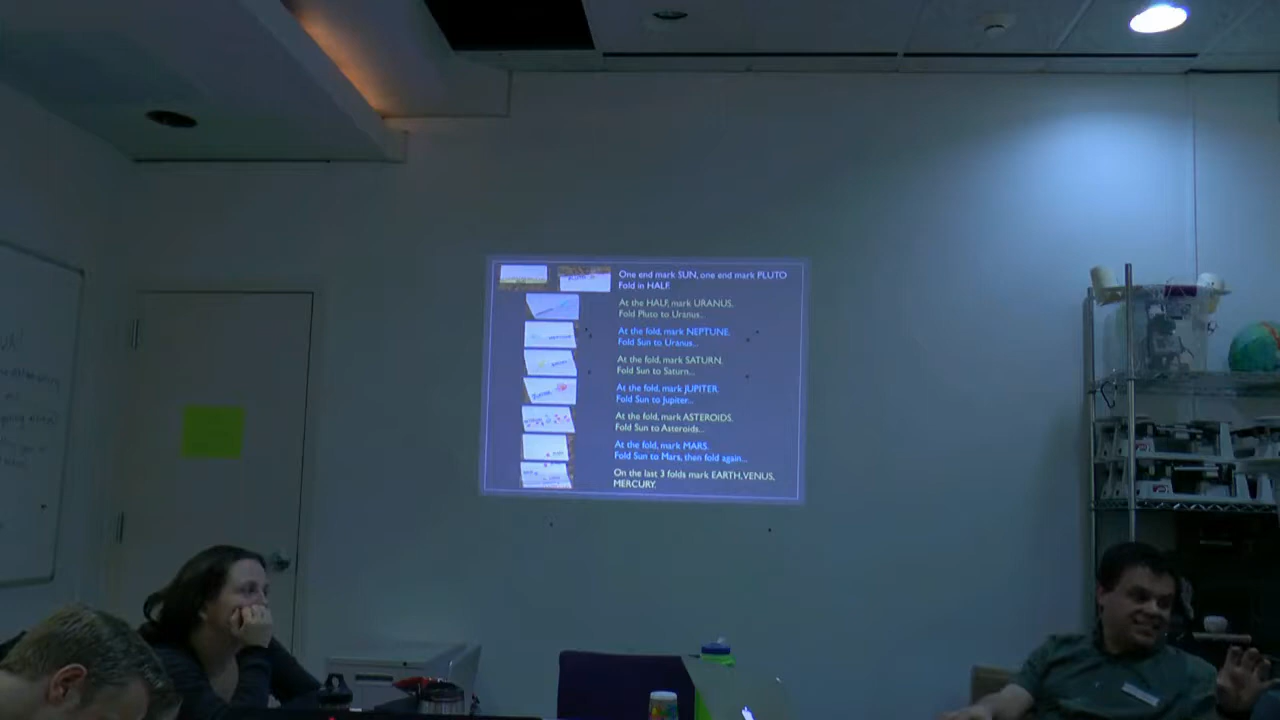 One end mark SUN, one end mark PLUTO
Fold in HALF.
At the HALF, mark URANUS.
Fold Pluto to Uranus...
At the fold, mark NEPTUNE.
Fold Sun to Uranus...
At the fold, mark SATURN.
Fold Sun to Saturn...
At the fold, mark JUPITER.
Fold Sun to Jupiter...
At the fold, mark ASTEROIDS.
Fold Sun to Asteroids...
At the fold, mark MARS.
Fold Sun to Mars, then fold again...
On the last 3 folds mark EARTH, VENUS,
MERCURY.